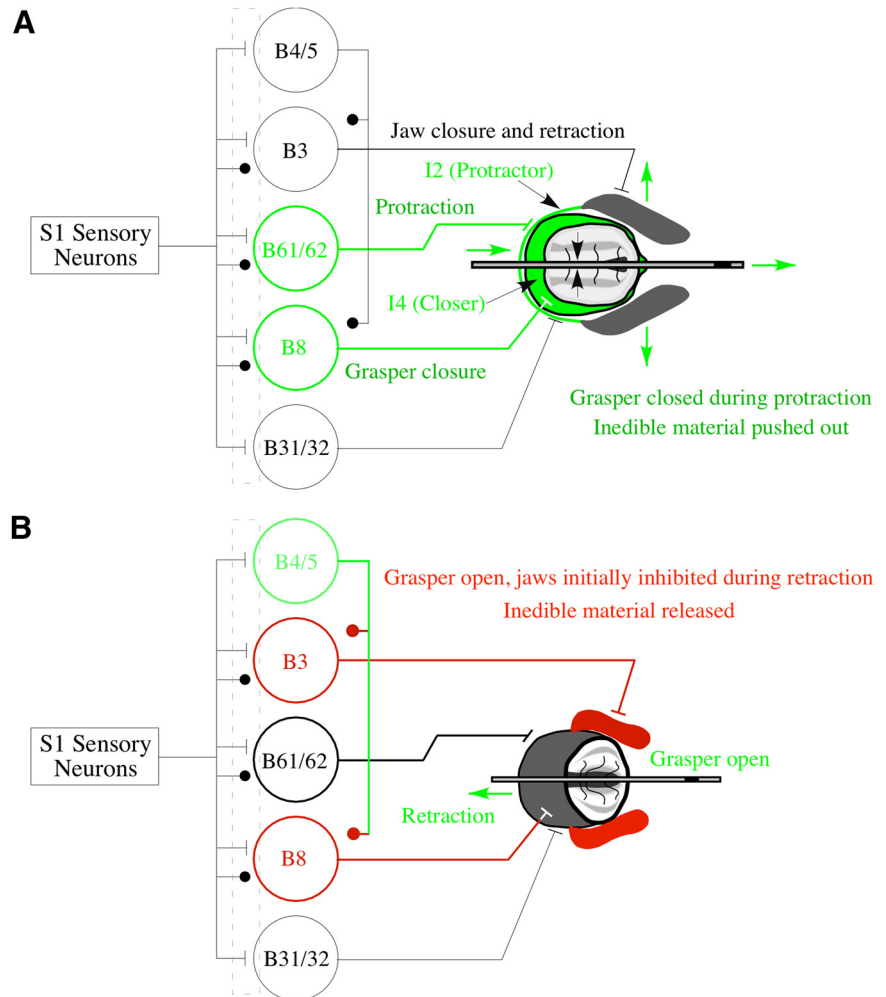 A
B4/5
B3
Jaw closure and retraction
I2 (Protractor)
Protraction
S1 Sensory
Neurons
B61/62
I4 (Closer)
B8
Grasper closure
Grasper closed during protraction
Inedible material pushed out
B31/32
B
B4/5
Grasper open, jaws initially inhibited during retraction
Inedible material released
B3
S1 Sensory
Neurons
B61/62
Grasper open
Retraction
B8
B31/32